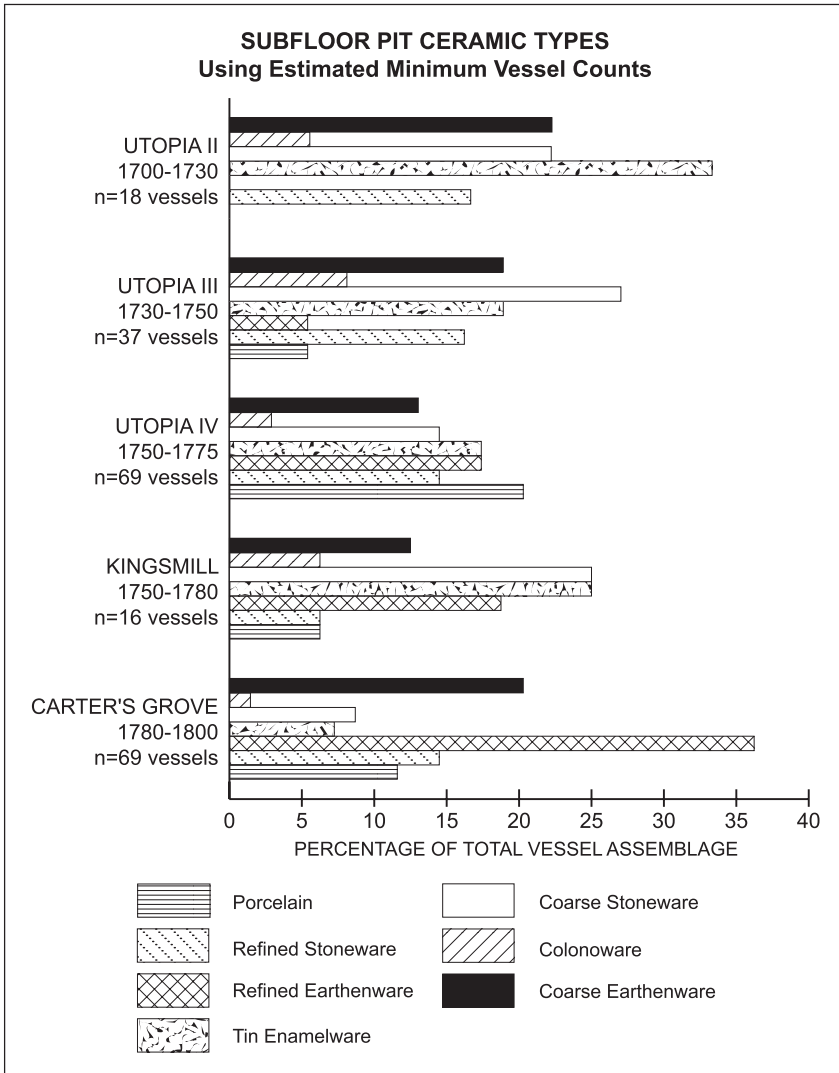 SUBFLOOR PIT CERAMIC TYPES
Using Estimated Minimum Vessel Counts
UTOPIA II
1700-1730
n=18 vessels
UTOPIA III
1730-1750
n=37 vessels
UTOPIA IV
1750-1775
n=69 vessels
KINGSMILL
1750-1780
n=16 vessels
CARTER'S GROVE
1780-1800
n=69 vessels
0 5 10 15 20 25 30 35 40
PERCENTAGE OF TOTAL VESSEL ASSEMBLAGE
Porcelain
Refined Stoneware
Refined Earthenware
Tin Enamelware
Coarse Stoneware
Colonoware
Coarse Earthenware